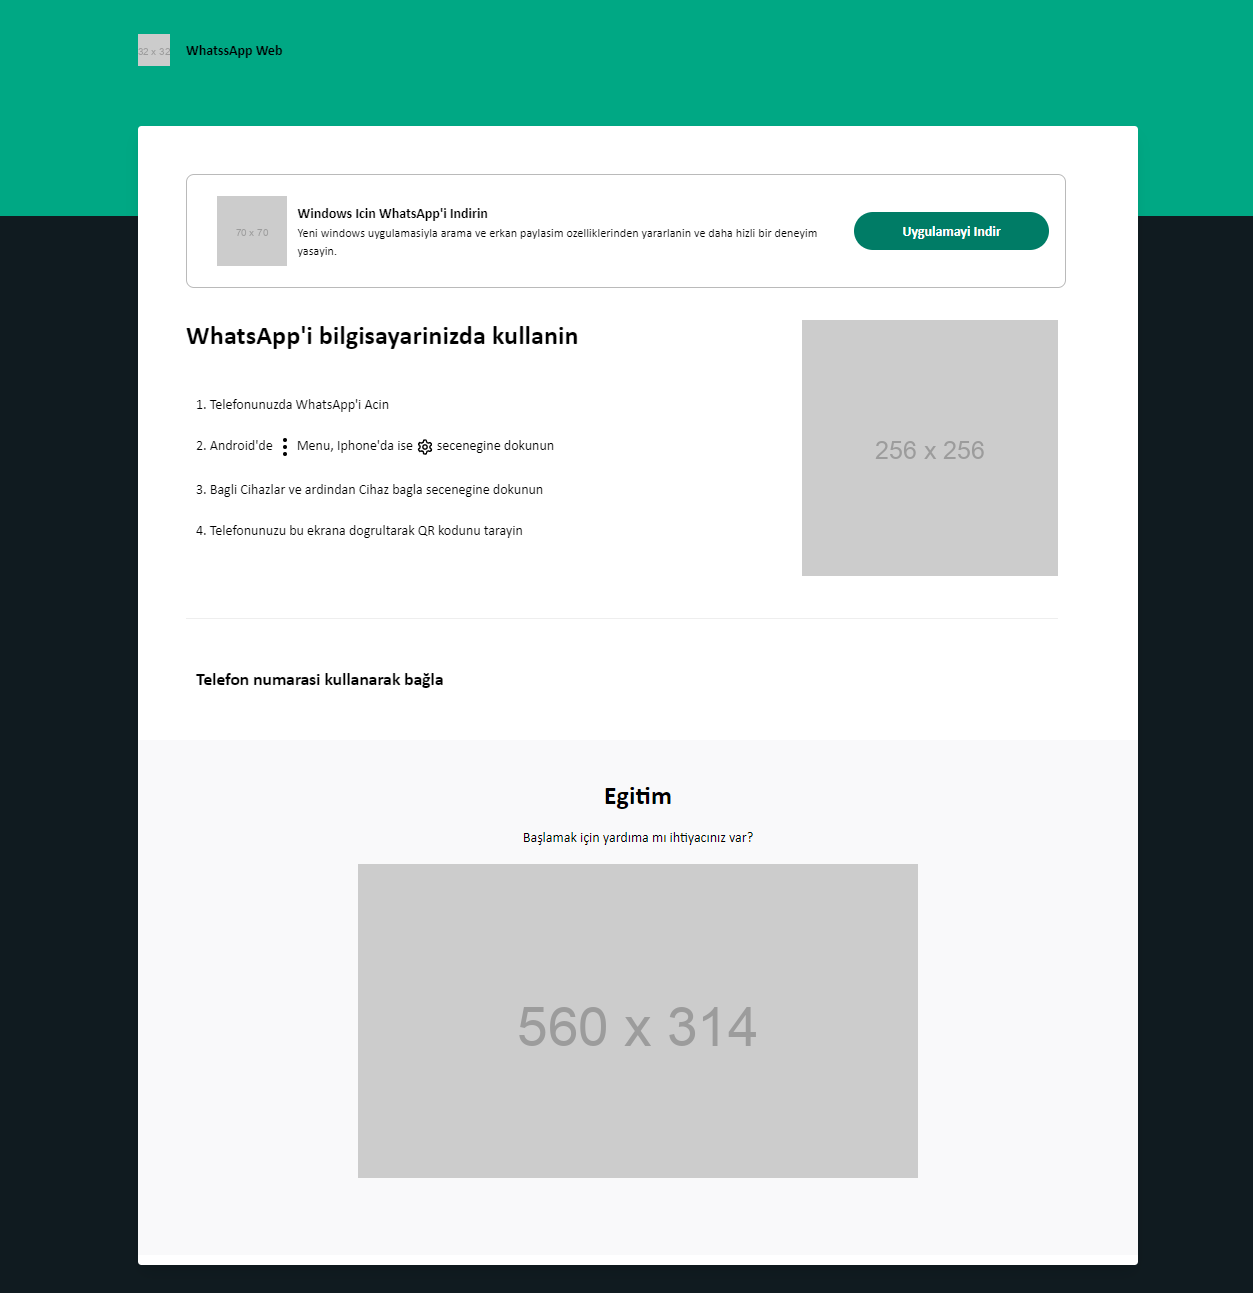 32 x 32
WhatssApp Web
70 x 70
Windows Icin WhatsApp'i Indirin
Yeni windows uygulamasiyla arama ve erkan paylasim ozelliklerinden yararlanin ve daha hizli bir deneyim
yasayin.
Uygulamayi Indir
WhatsApp'i bilgisayarinizda kullanin
1. Telefonunuzda WhatsApp'i Acin
2. Android'de Menu, Iphone'da ise secenegine dokunun
3. Bagli Cihazlar ve ardindan Cihaz bagla secenegine dokunun
4. Telefonunuzu bu ekrana dogrultarak QR kodunu tarayin
256 x 256
Telefon numarasi kullanarak bağla
Egitim
Başlamak için yardıma mı ihtiyacınız var?
560 x 314